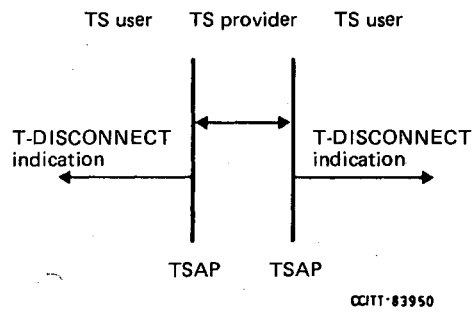 TS user TS provider TS user
T-DISCONNECT indication
T-DISCONNECT indication
TSAP TSAP
CCITT-83950